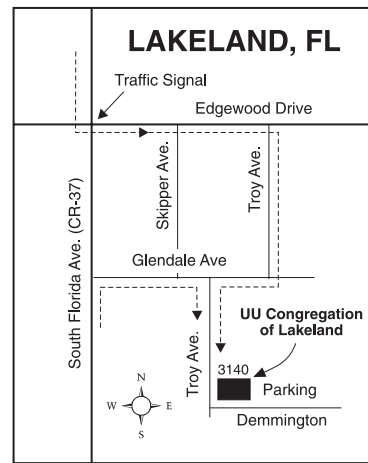 LAKELAND, FL
Traffic Signal
Edgewood Drive
South Florida Ave. (CR-37)
Skipper Ave.
Troy Ave.
Glendale Ave
Troy Ave.
UU Congregation
of Lakeland
3140
Parking
Demmington
N
W
E
S